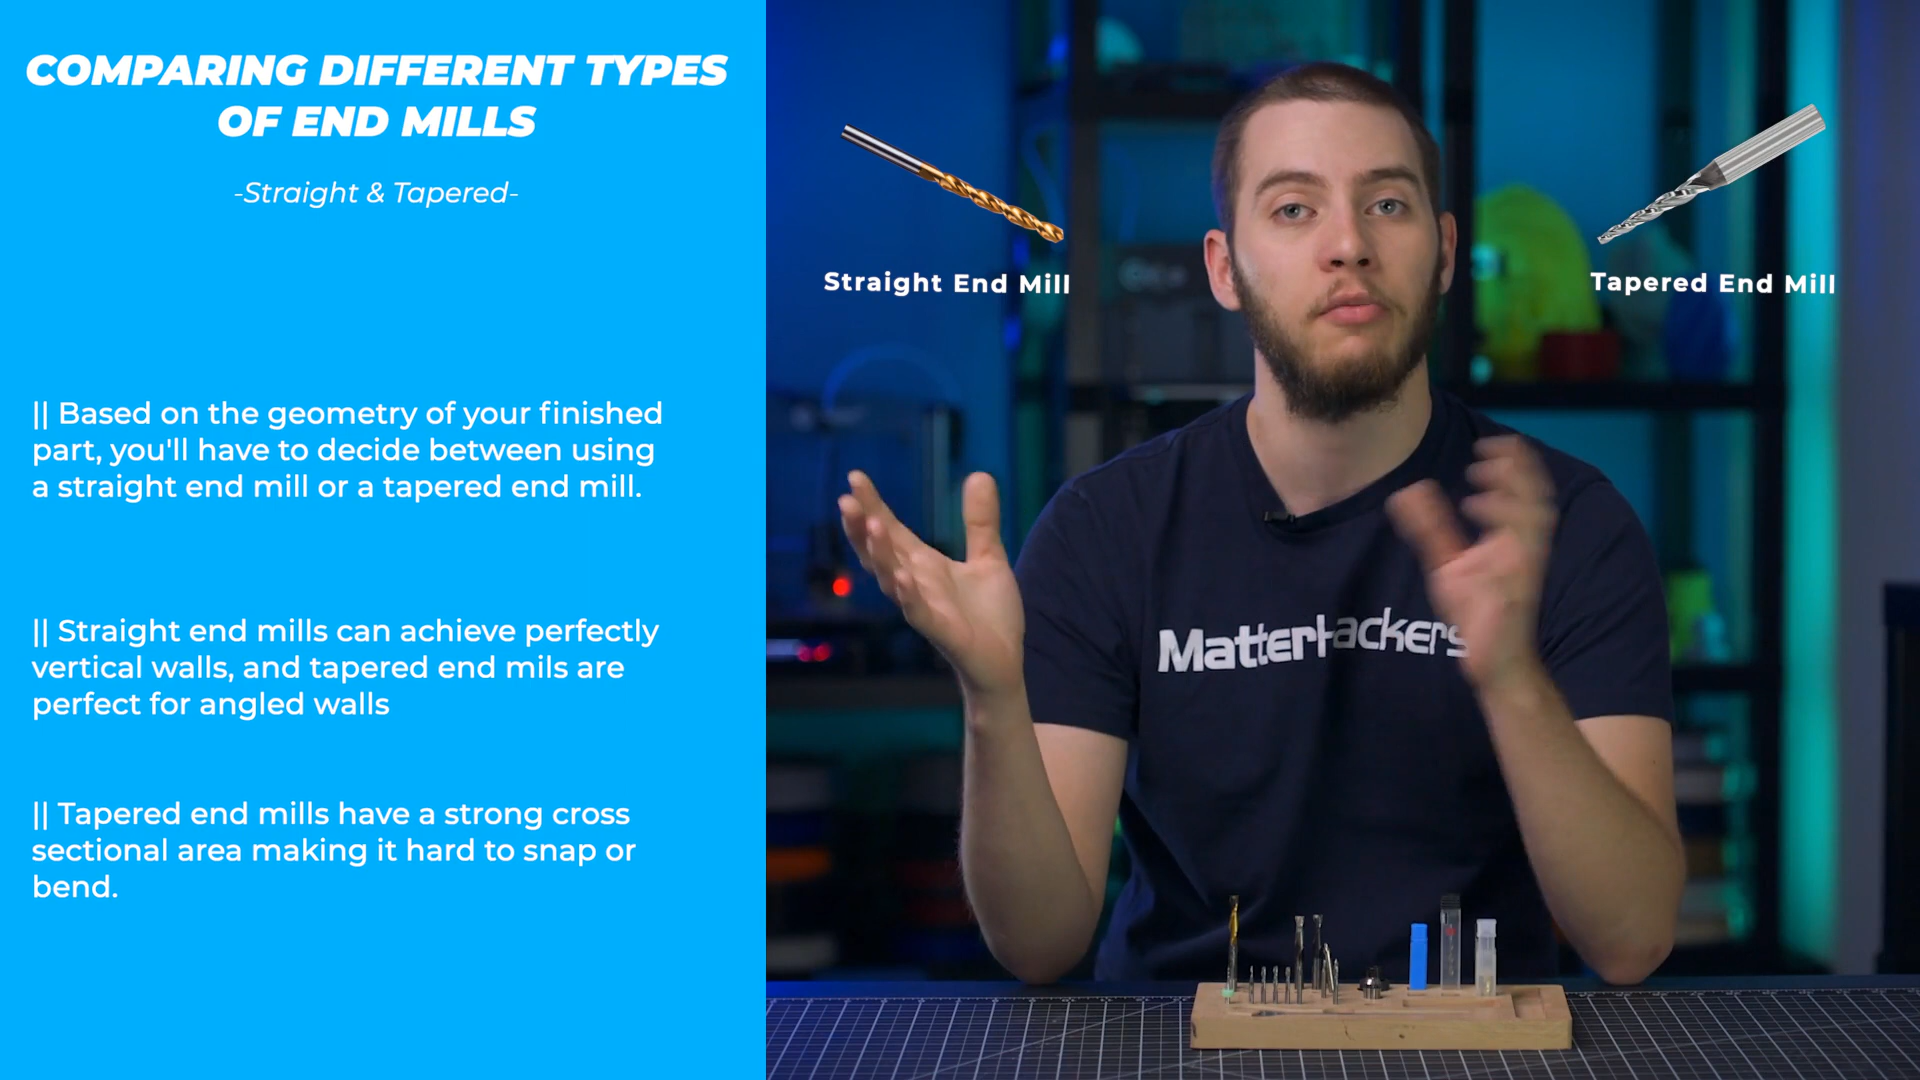 COMPARING DIFFERENT TYPES
OF END MILLS
-Straight & Tapered-
|| Based on the geometry of your finished
part, you'll have to decide between using
a straight end mill or a tapered end mill.
|| Straight end mills can achieve perfectly
vertical walls, and tapered end mils are
perfect for angled walls
|| Tapered end mills have a strong cross
sectional area making it hard to snap or
bend.
Straight End Mill
Tapered End Mill
MatterHackers